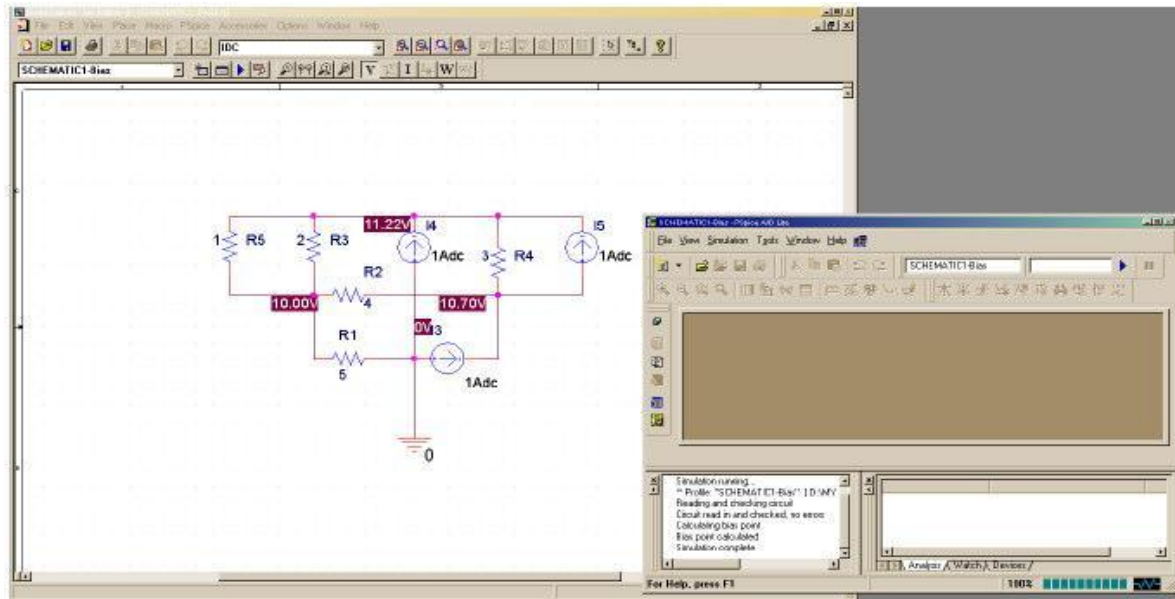 File Edit View Place Macro PSpice Accessories Options Window Help
IDC
SCHEMATIC1-Bias
V I W
11.22V I4 I5
1 R5 2 R3 1Adc 3 R4 1Adc
R2
10.00V 4 10.70V
R1 0V I3
5 1Adc
0
SCHEMATIC1-Bias - PSpice A/D Lite
File View Simulation Tools Window Help
SCHEMATIC1-Bias
Simulation running...
** Profile: "SCHEMATIC1-Bias" [ D:\MY
Reading and checking circuit
Circuit read in and checked, no errors
Calculating bias point
Bias point calculated
Simulation complete
Analysis Watch Devices
For Help, press F1 100%